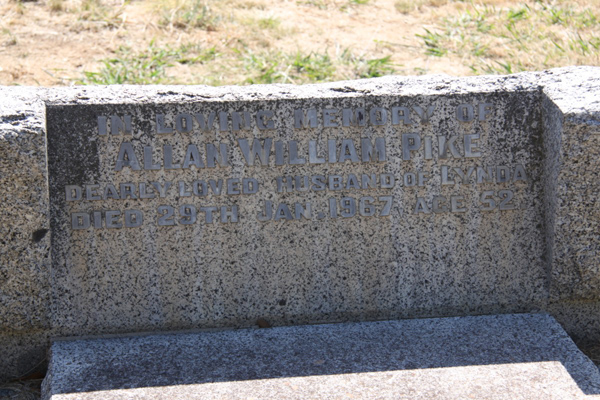 IN LOVING MEMORY OF
ALLAN WILLIAM PIKE
DEARLY LOVED HUSBAND OF LYNDA
DIED 29TH JAN. 1967, AGE 52